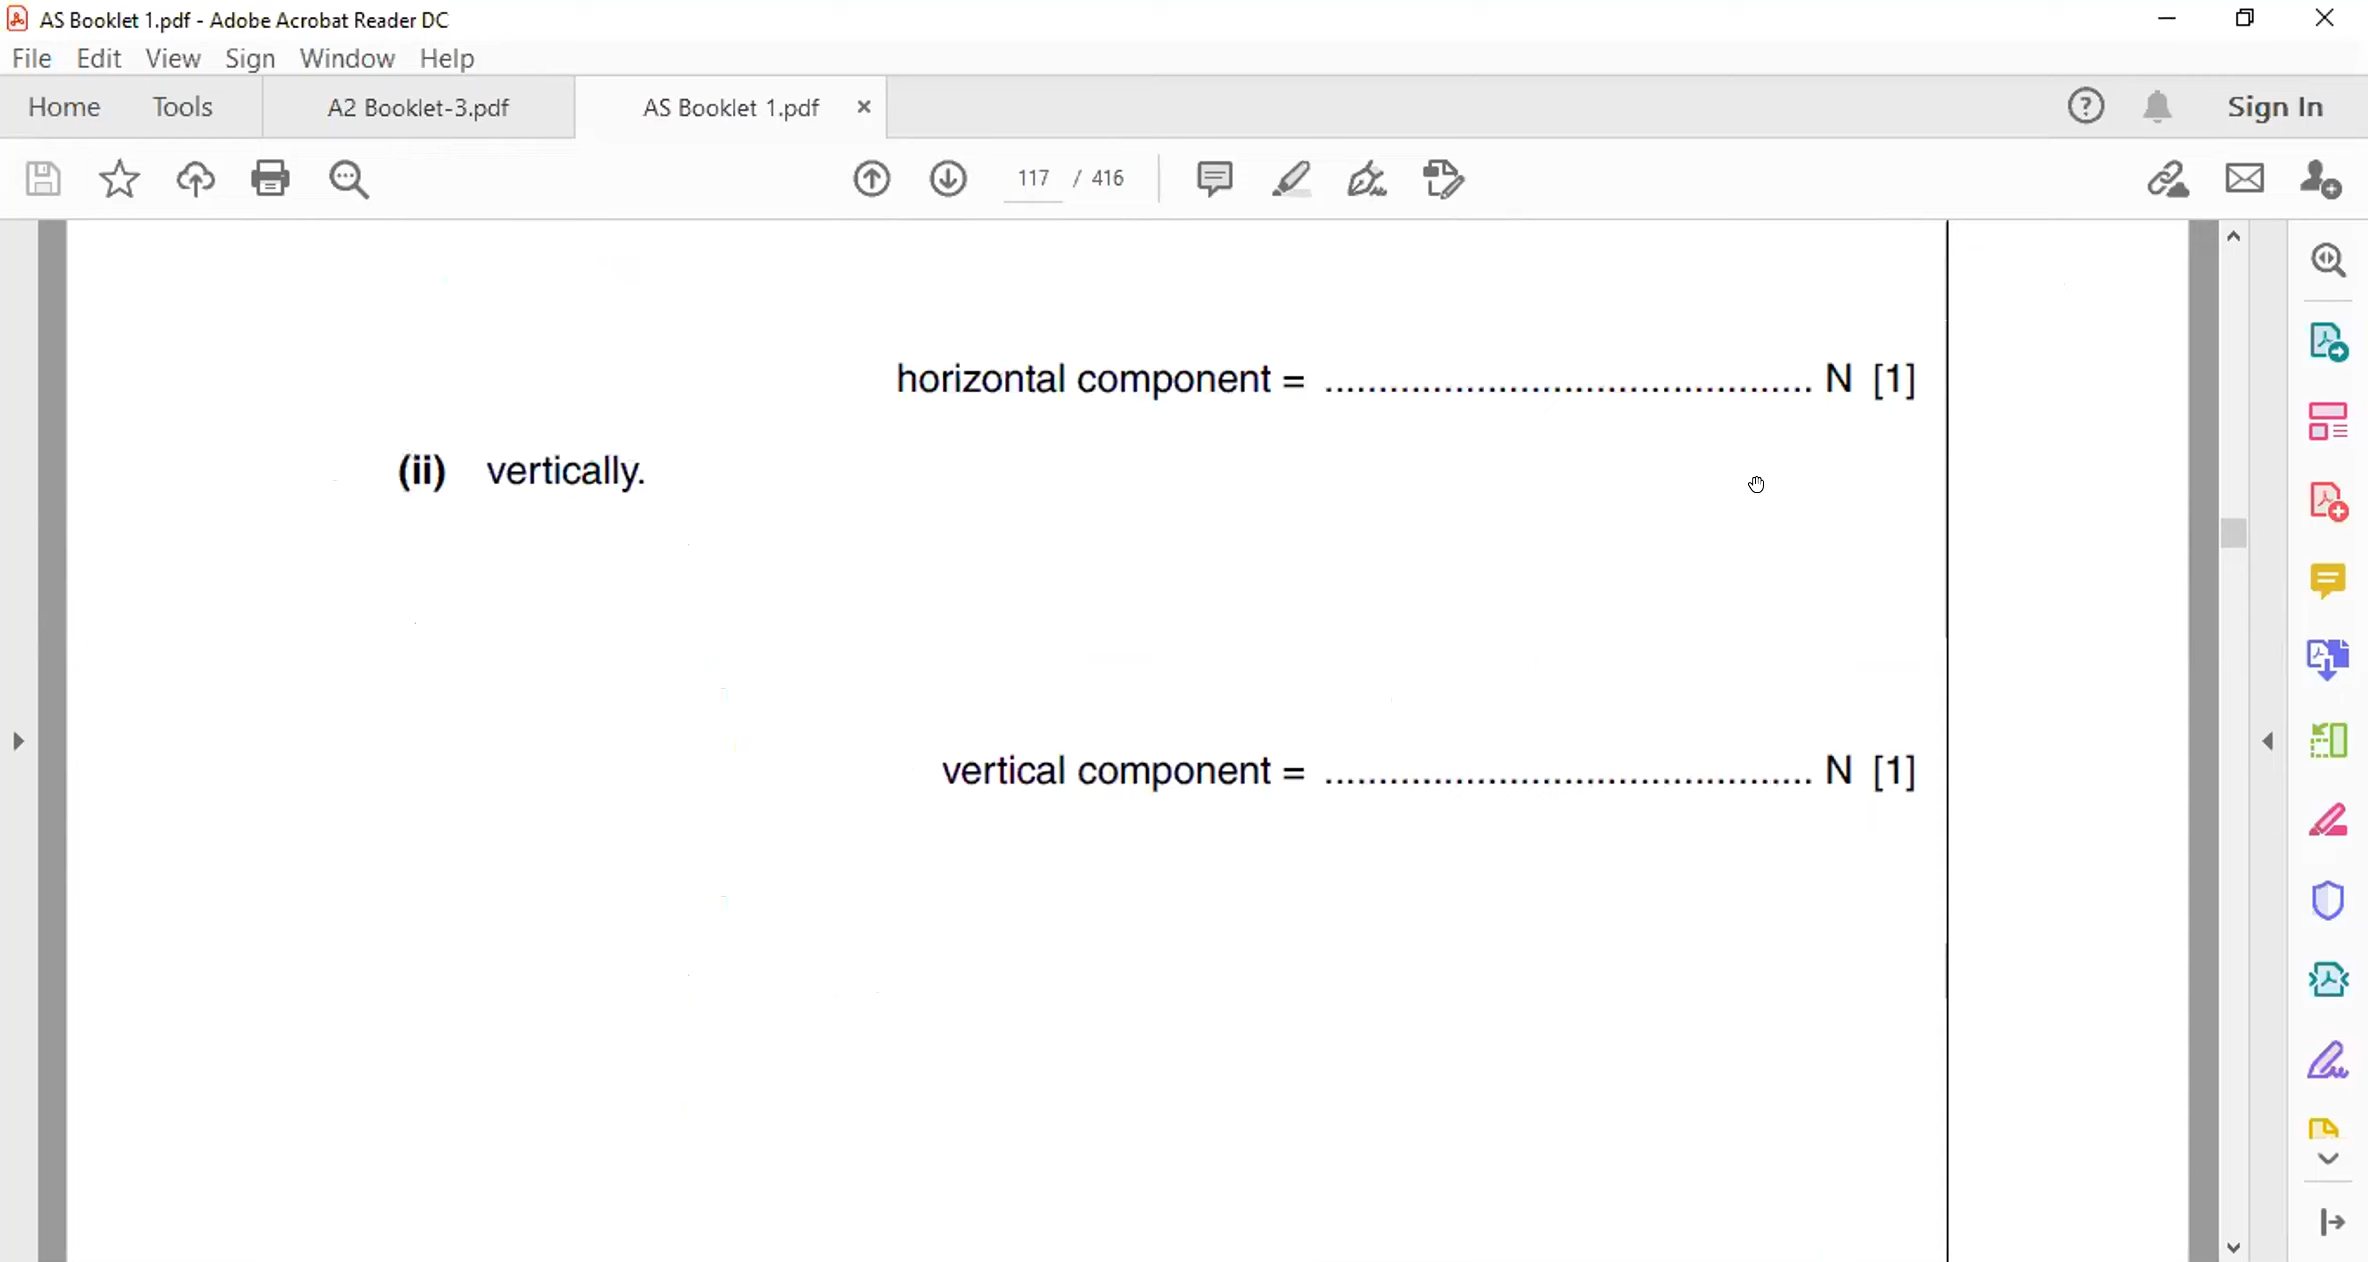 AS Booklet 1.pdf - Adobe Acrobat Reader DC
File Edit View Sign Window Help
Home Tools A2 Booklet-3.pdf AS Booklet 1.pdf Sign In
117 / 416
horizontal component = ............................................. N [1]
(ii) vertically.
vertical component = ............................................. N [1]